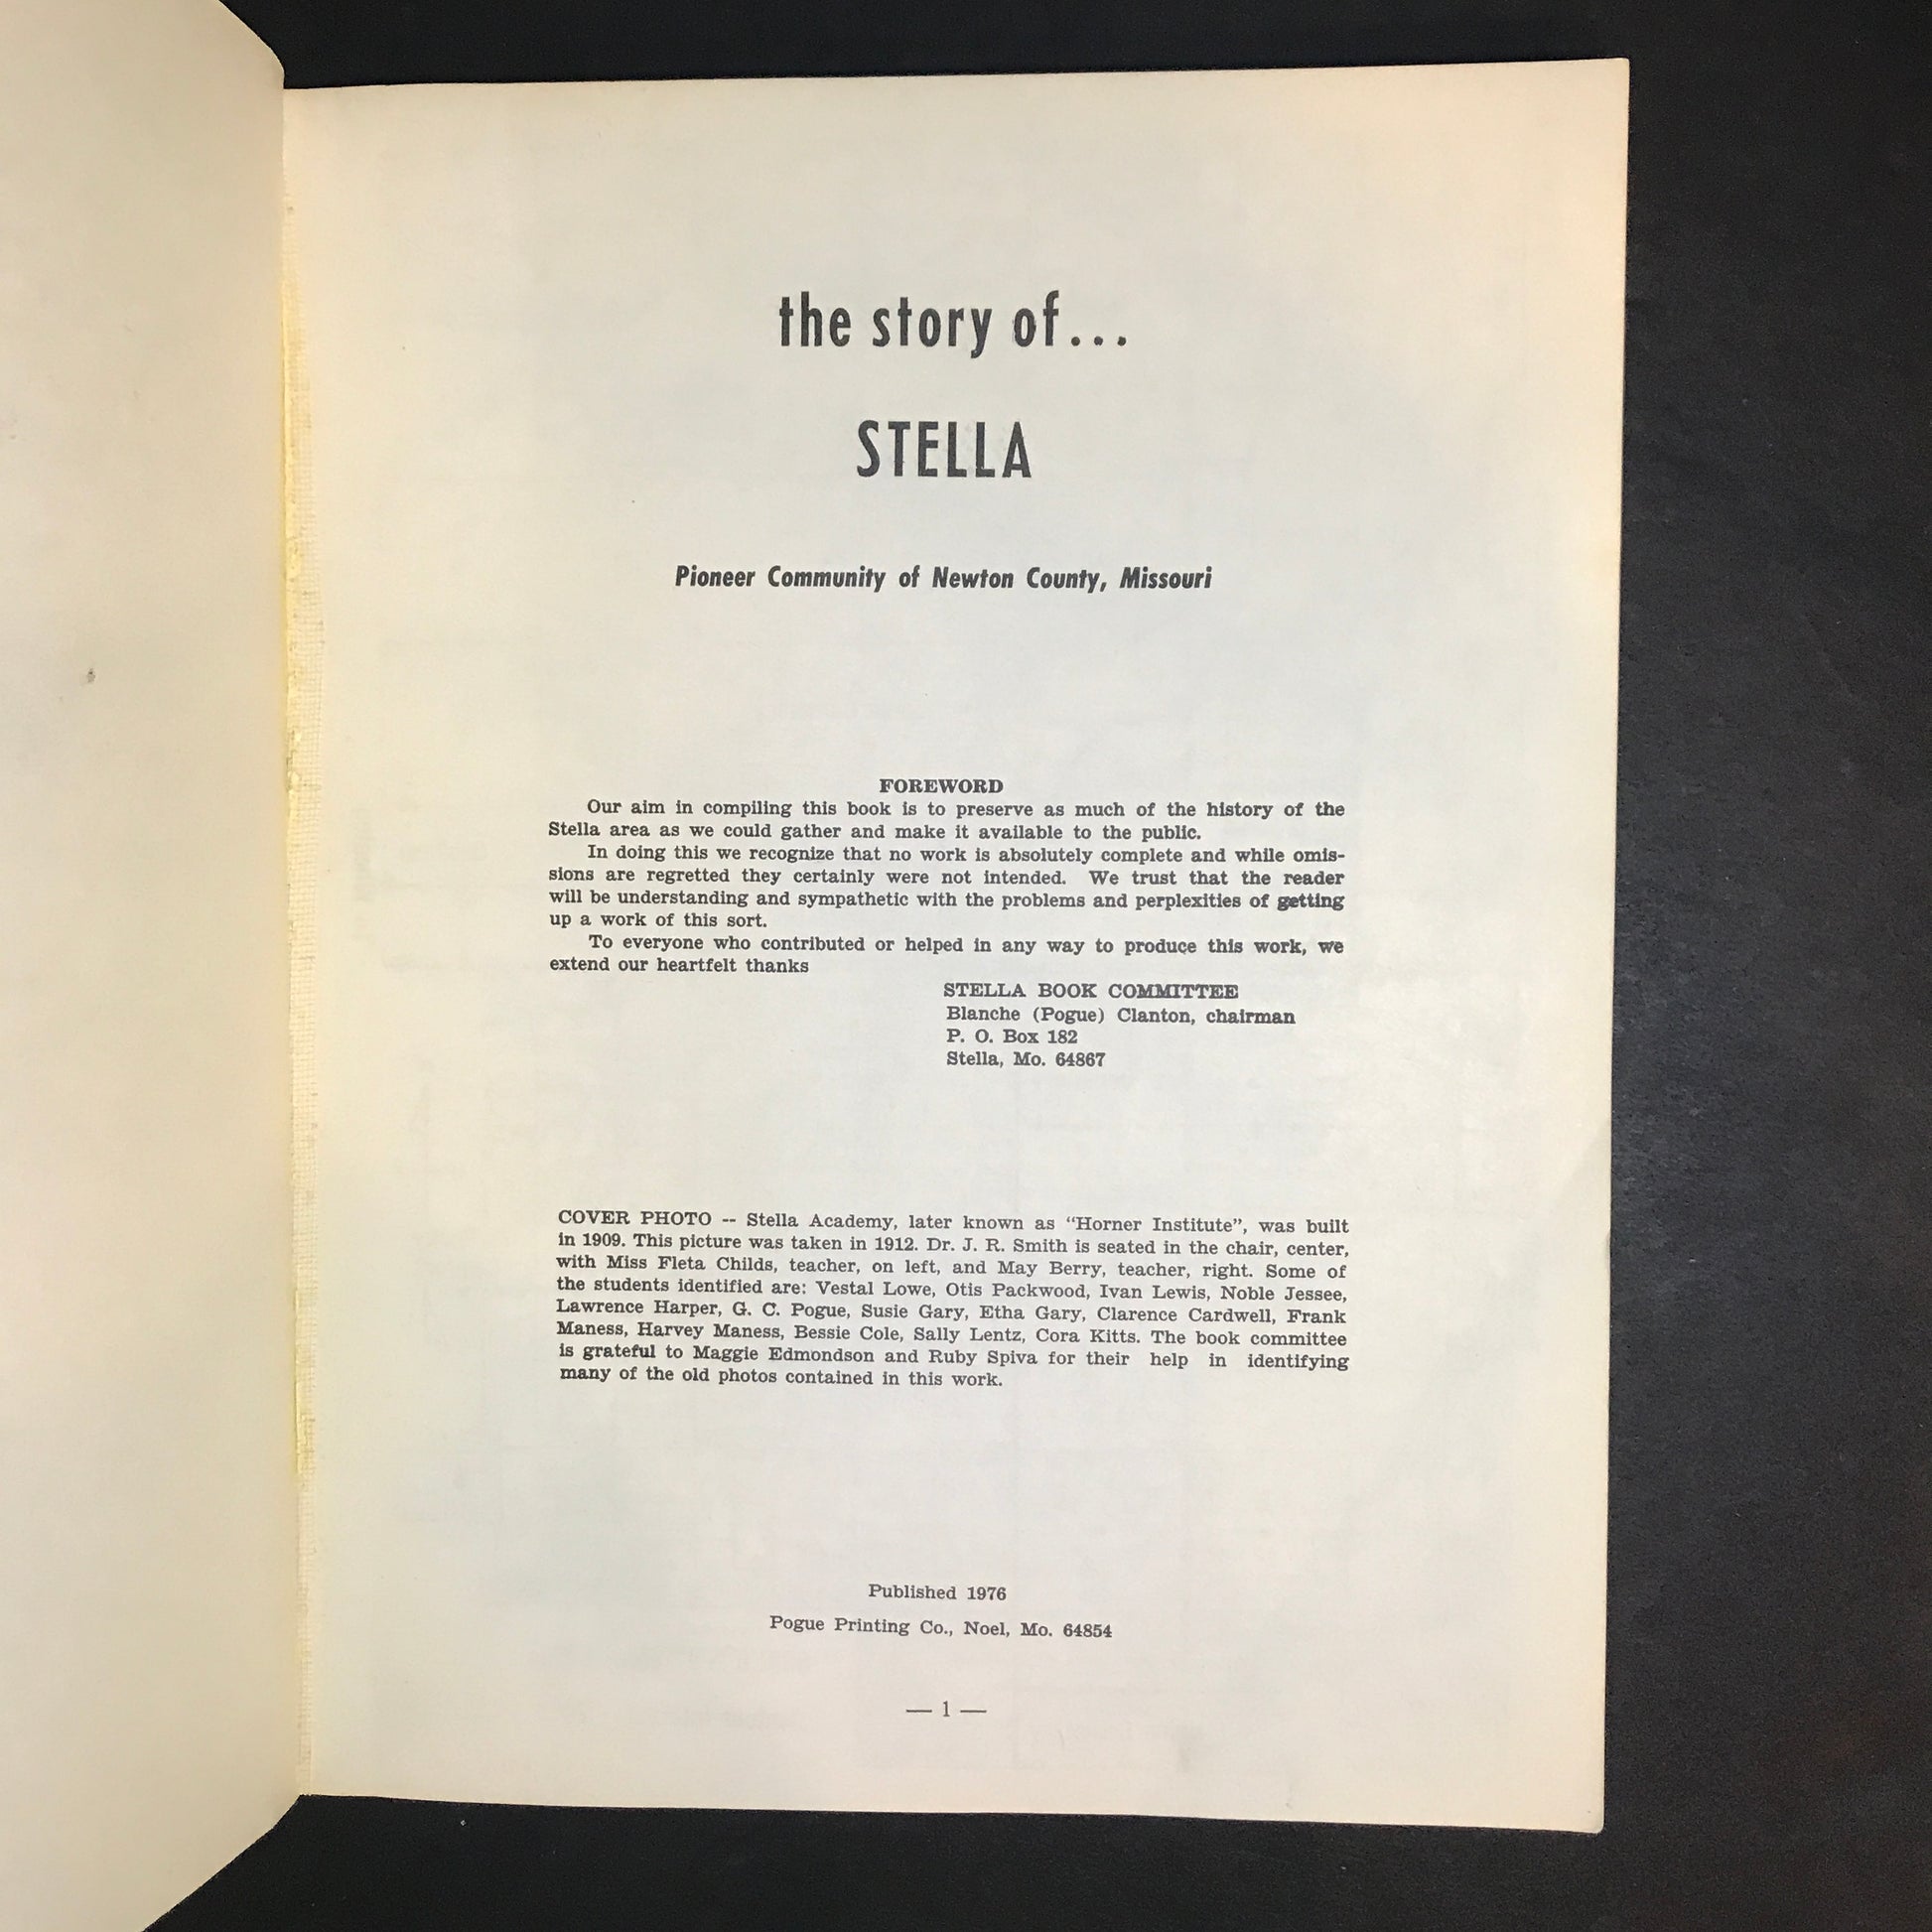 the story of...
STELLA
Pioneer Community of Newton County, Missouri
FOREWORD
Our aim in compiling this book is to preserve as much of the history of the
Stella area as we could gather and make it available to the public.
In doing this we recognize that no work is absolutely complete and while omis-
sions are regretted they certainly were not intended. We trust that the reader
will be understanding and sympathetic with the problems and perplexities of getting
up a work of this sort.
To everyone who contributed or helped in any way to produce this work, we
extend our heartfelt thanks
STELLA BOOK COMMITTEE
Blanche (Pogue) Clanton, chairman
P. O. Box 182
Stella, Mo. 64867
COVER PHOTO -- Stella Academy, later known as “Horner Institute”, was built
in 1909. This picture was taken in 1912. Dr. J. R. Smith is seated in the chair, center,
with Miss Fleta Childs, teacher, on left, and May Berry, teacher, right. Some of
the students identified are: Vestal Lowe, Otis Packwood, Ivan Lewis, Noble Jessee,
Lawrence Harper, G. C. Pogue, Susie Gary, Etha Gary, Clarence Cardwell, Frank
Maness, Harvey Maness, Bessie Cole, Sally Lentz, Cora Kitts. The book committee
is grateful to Maggie Edmondson and Ruby Spiva for their help in identifying
many of the old photos contained in this work.
Published 1976
Pogue Printing Co., Noel, Mo. 64854
— 1 —